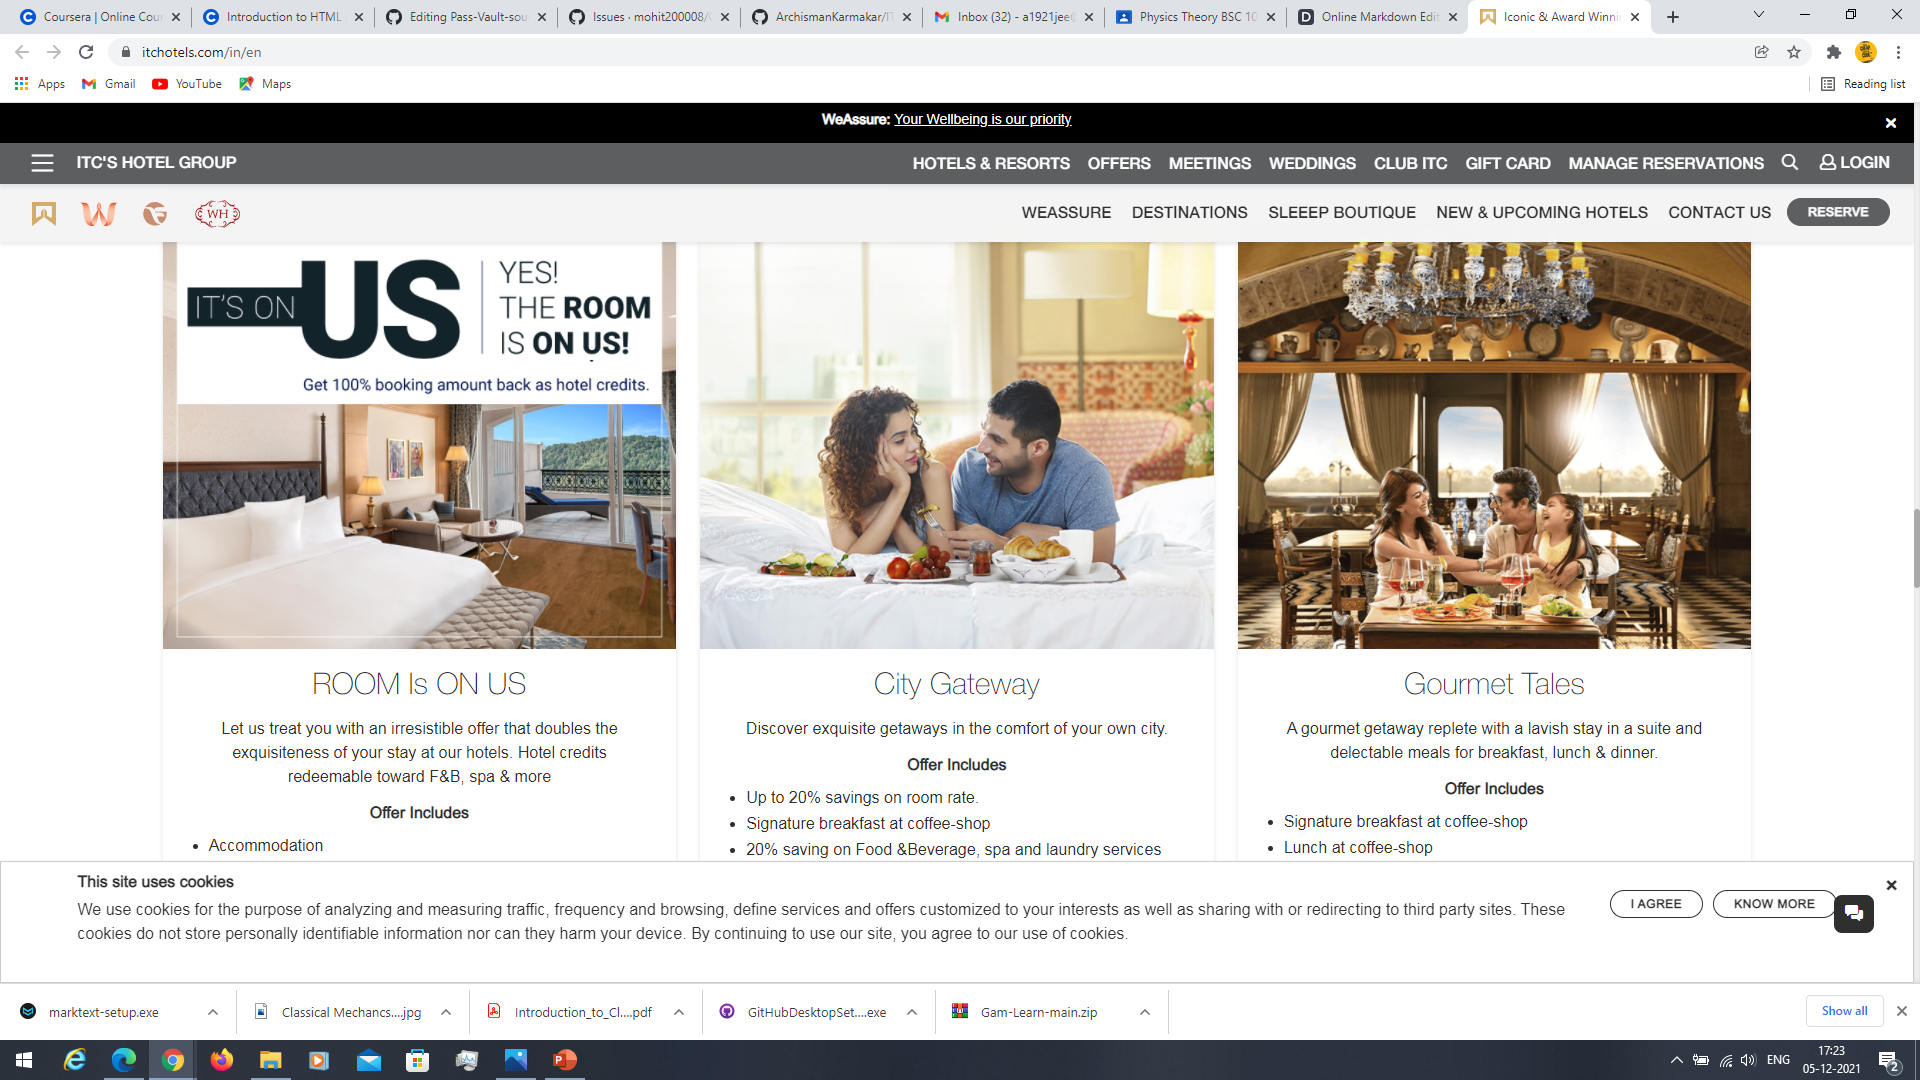 Coursera | Online Cou
Introduction to HTML
Editing Pass-Vault-sou
Issues · mohit200008/
ArchismanKarmakar/IT
Inbox (32) - a1921jee
Physics Theory BSC 10
Online Markdown Edit
Iconic & Award Winni
itchotels.com/in/en
Apps
Gmail
YouTube
Maps
Reading list
WeAssure: Your Wellbeing is our priority
ITC'S HOTEL GROUP
HOTELS & RESORTS
OFFERS
MEETINGS
WEDDINGS
CLUB ITC
GIFT CARD
MANAGE RESERVATIONS
LOGIN
WH
WEASSURE
DESTINATIONS
SLEEEP BOUTIQUE
NEW & UPCOMING HOTELS
CONTACT US
RESERVE
IT'S ON US
YES!
THE ROOM
IS ON US!
Get 100% booking amount back as hotel credits.
ROOM Is ON US
Let us treat you with an irresistible offer that doubles the
exquisiteness of your stay at our hotels. Hotel credits
redeemable toward F&B, spa & more
Offer Includes
• Accommodation
City Gateway
Discover exquisite getaways in the comfort of your own city.
Offer Includes
• Up to 20% savings on room rate.
• Signature breakfast at coffee-shop
• 20% saving on Food &Beverage, spa and laundry services
Gourmet Tales
A gourmet getaway replete with a lavish stay in a suite and
delectable meals for breakfast, lunch & dinner.
Offer Includes
• Signature breakfast at coffee-shop
• Lunch at coffee-shop
This site uses cookies
We use cookies for the purpose of analyzing and measuring traffic, frequency and browsing, define services and offers customized to your interests as well as sharing with or redirecting to third party sites. These
cookies do not store personally identifiable information nor can they harm your device. By continuing to use our site, you agree to our use of cookies.
I AGREE
KNOW MORE
marktext-setup.exe
Classical Mechancs....jpg
Introduction_to_Cl....pdf
GitHubDesktopSet....exe
Gam-Learn-main.zip
Show all
ENG
17:23
05-12-2021
2